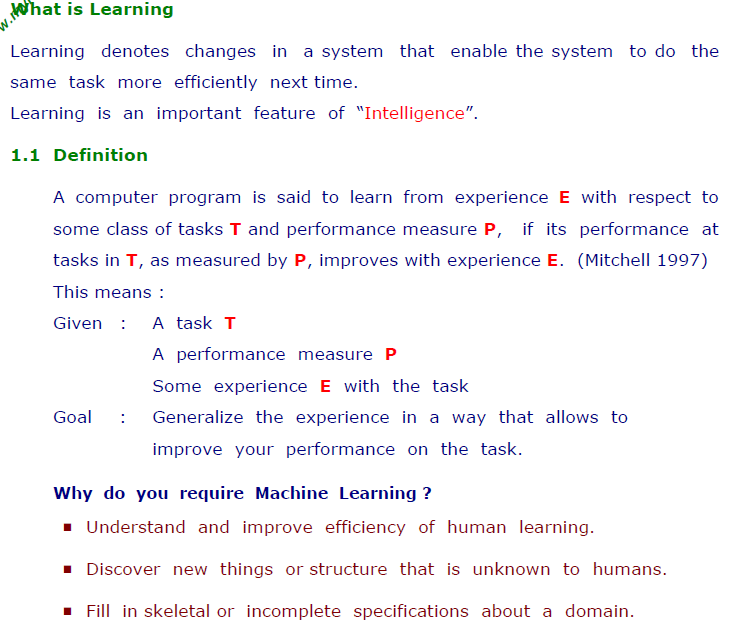 What is Learning
Learning denotes changes in a system that enable the system to do the
same task more efficiently next time.
Learning is an important feature of “Intelligence”.
1.1 Definition
A computer program is said to learn from experience E with respect to
some class of tasks T and performance measure P, if its performance at
tasks in T, as measured by P, improves with experience E. (Mitchell 1997)
This means :
Given : A task T
A performance measure P
Some experience E with the task
Goal : Generalize the experience in a way that allows to
improve your performance on the task.
Why do you require Machine Learning ?
▪ Understand and improve efficiency of human learning.
▪ Discover new things or structure that is unknown to humans.
▪ Fill in skeletal or incomplete specifications about a domain.